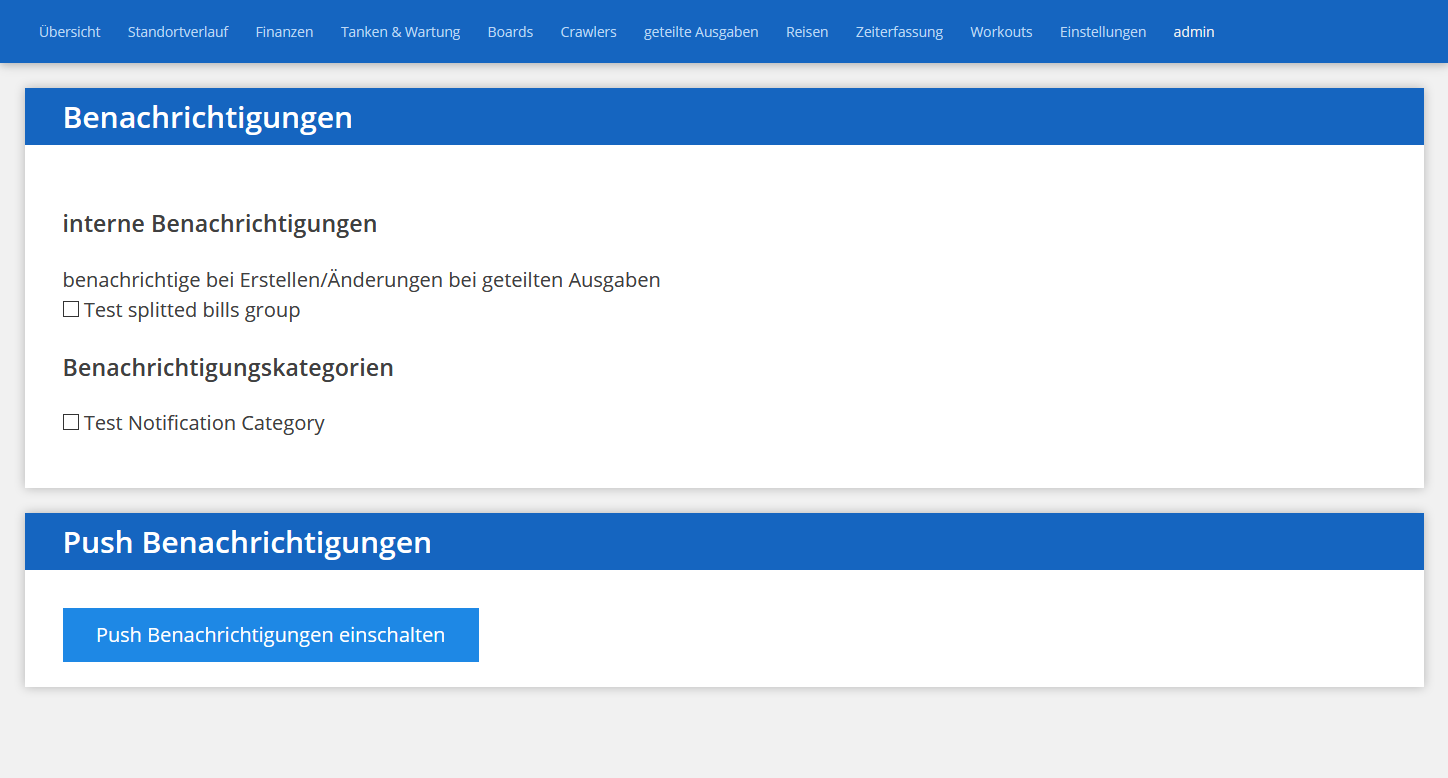 Übersicht Standortverlauf Finanzen Tanken & Wartung Boards Crawlers geteilte Ausgaben Reisen Zeiterfassung Workouts Einstellungen admin
Benachrichtigungen
interne Benachrichtigungen
benachrichtige bei Erstellen/Änderungen bei geteilten Ausgaben
Test splitted bills group
Benachrichtigungskategorien
Test Notification Category
Push Benachrichtigungen
Push Benachrichtigungen einschalten